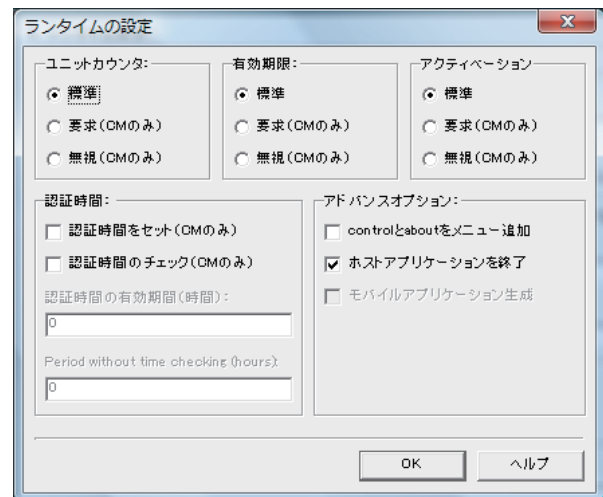 ランタイムの設定
ユニットカウンタ:
標準
要求(CMのみ)
無視(CMのみ)
有効期限:
標準
要求(CMのみ)
無視(CMのみ)
アクティベーション
標準
要求(CMのみ)
無視(CMのみ)
認証時間:
認証時間をセット(CMのみ)
認証時間のチェック(CMのみ)
認証時間の有効期間(時間):
0
Period without time checking (hours):
0
アドバンスオプション:
controlとaboutをメニュー追加
ホストアプリケーションを終了
モバイルアプリケーション生成
OK
ヘルプ